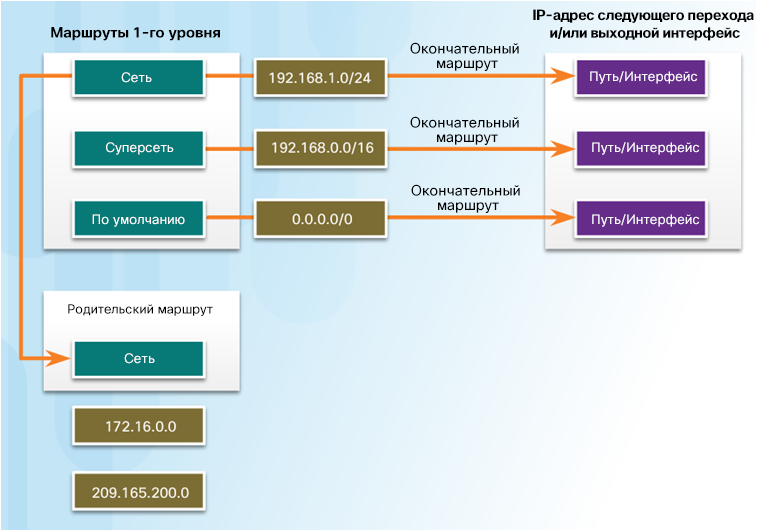 Маршруты 1-го уровня
IP-адрес следующего перехода
и/или выходной интерфейс
Сеть
192.168.1.0/24
Окончательный
маршрут
Путь/Интерфейс
Суперсеть
192.168.0.0/16
Окончательный
маршрут
Путь/Интерфейс
По умолчанию
0.0.0.0/0
Окончательный
маршрут
Путь/Интерфейс
Родительский маршрут
Сеть
172.16.0.0
209.165.200.0